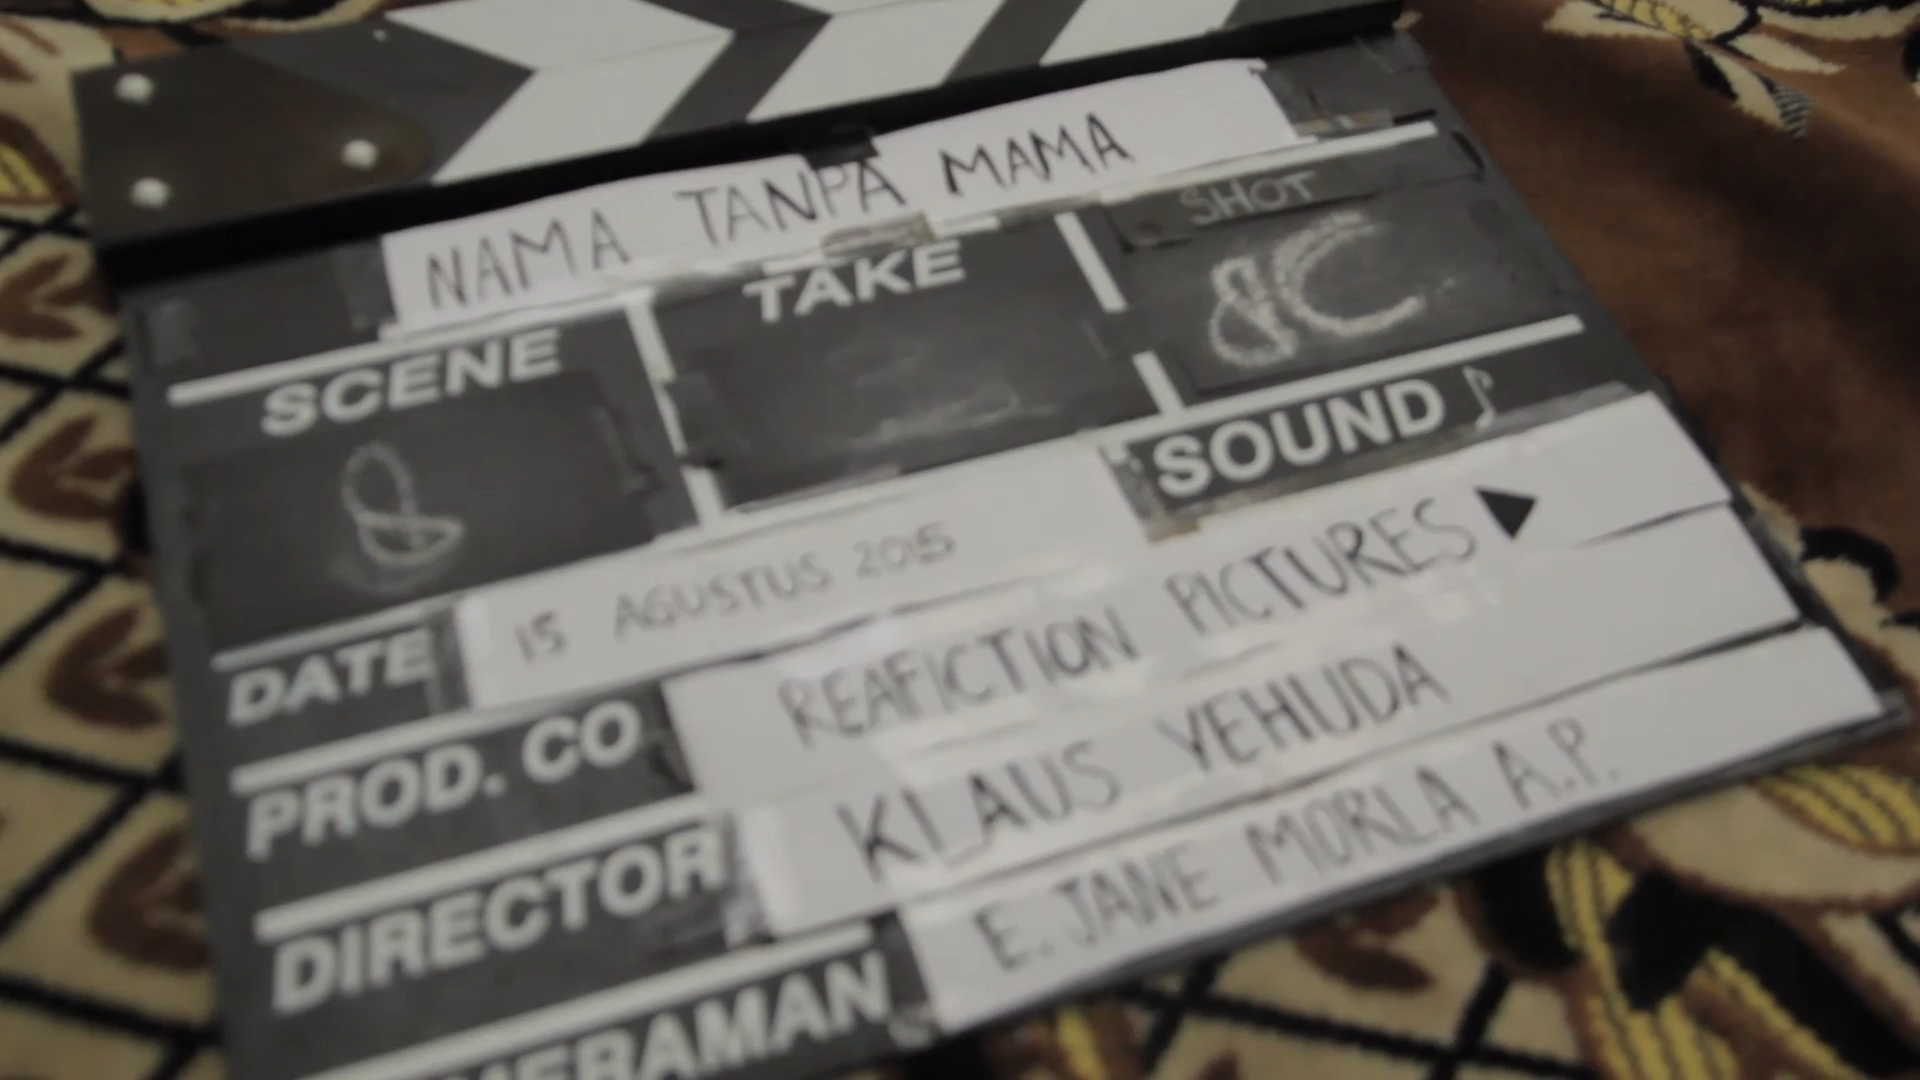 NAMA TANPA MAMA
SCENE TAKE SHOT
8 8C
SOUND
DATE 15 AGUSTUS 2015
PROD. CO REAFICTION PICTURES
DIRECTOR KLAUS YEHUDA
MERAMAN E. JANE MORLA A.P.